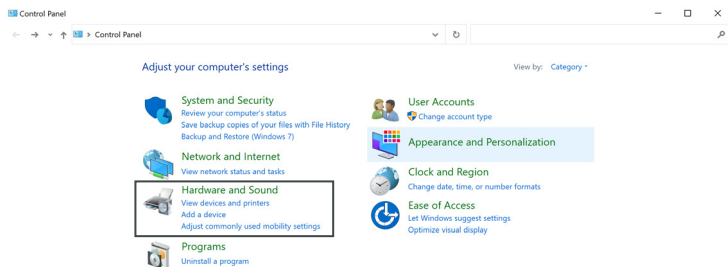 Control Panel
Control Panel
Adjust your computer's settings
View by: Category
System and Security
Review your computer's status
Save backup copies of your files with File History
Backup and Restore (Windows 7)
Network and Internet
View network status and tasks
Hardware and Sound
View devices and printers
Add a device
Adjust commonly used mobility settings
Programs
Uninstall a program
User Accounts
Change account type
Appearance and Personalization
Clock and Region
Change date, time, or number formats
Ease of Access
Let Windows suggest settings
Optimize visual display